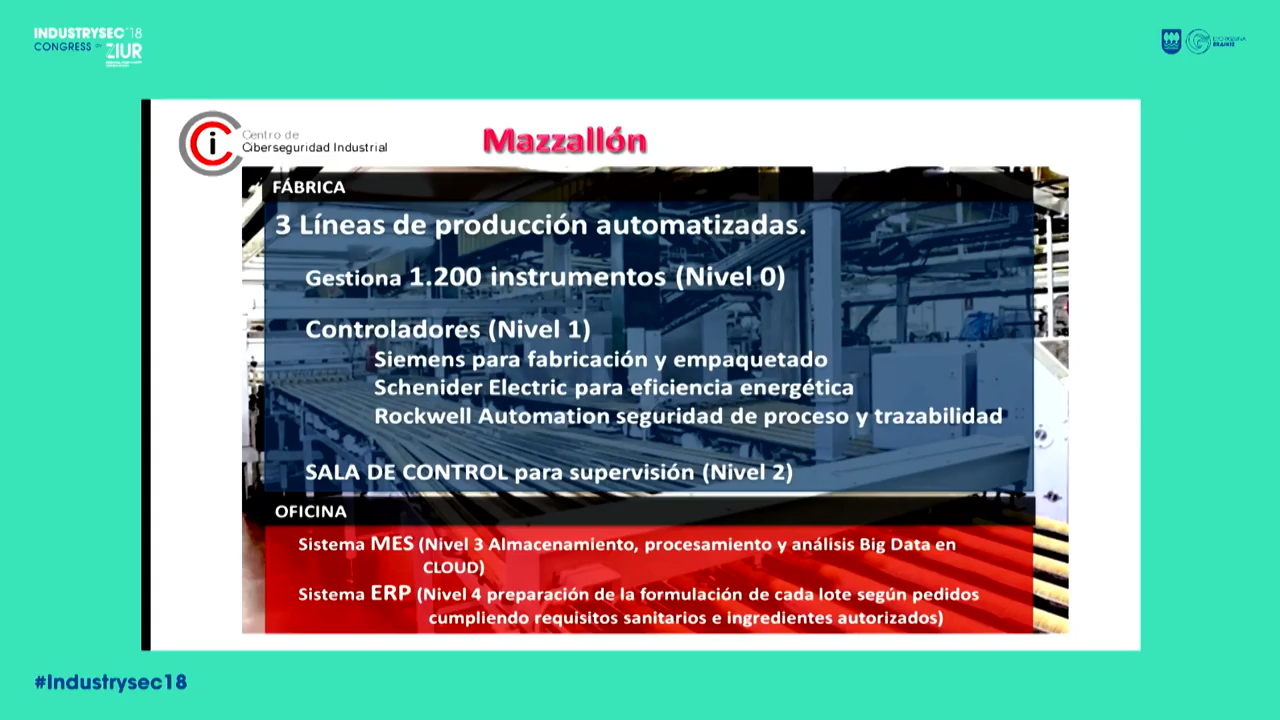 INDUSTRYSEC'18
CONGRESS BY ZIUR
Centro de
Ciberseguridad Industrial
Mazzallón
FÁBRICA
3 Líneas de producción automatizadas.
Gestiona 1.200 instrumentos (Nivel 0)
Controladores (Nivel 1)
Siemens para fabricación y empaquetado
Schenider Electric para eficiencia energética
Rockwell Automation seguridad de proceso y trazabilidad
SALA DE CONTROL para supervisión (Nivel 2)
OFICINA
Sistema MES (Nivel 3 Almacenamiento, procesamiento y análisis Big Data en
CLOUD)
Sistema ERP (Nivel 4 preparación de la formulación de cada lote según pedidos
cumpliendo requisitos sanitarios e ingredientes autorizados)
#Industrysec18